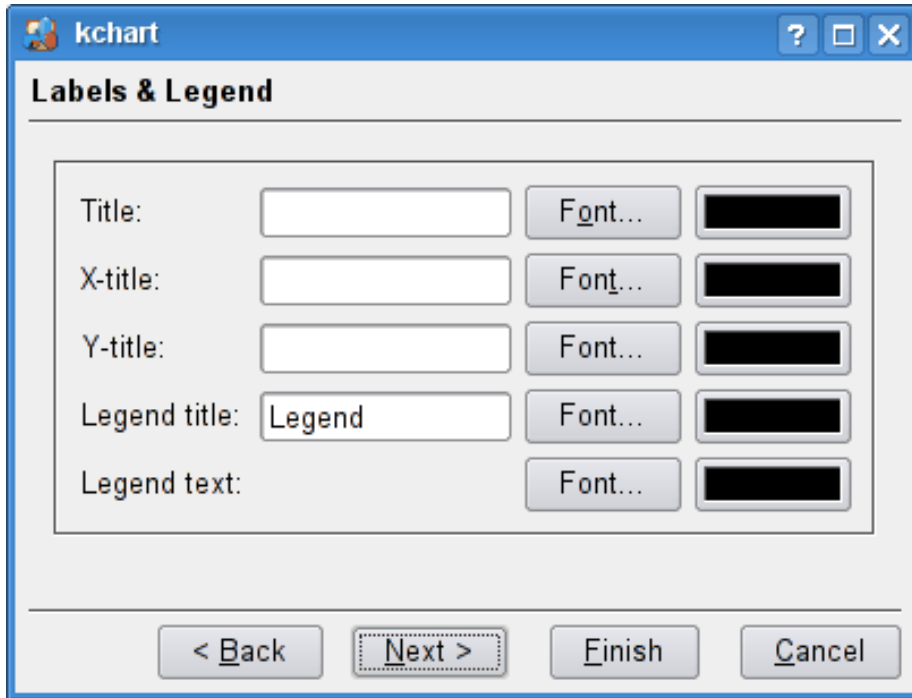 kchart
Labels & Legend
Title: Font...
X-title: Font...
Y-title: Font...
Legend title: Legend Font...
Legend text: Font...
< Back Next > Finish Cancel